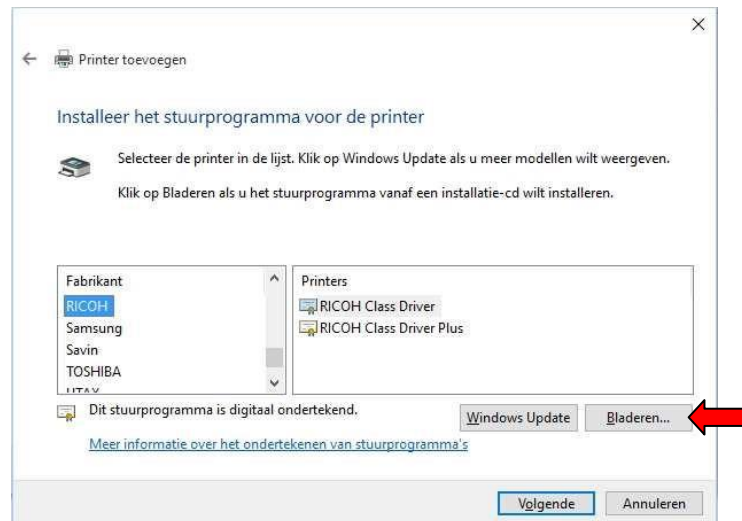 Printer toevoegen
Installeer het stuurprogramma voor de printer
Selecteer de printer in de lijst. Klik op Windows Update als u meer modellen wilt weergeven.
Klik op Bladeren als u het stuurprogramma vanaf een installatie-cd wilt installeren.
Fabrikant
RICOH
Samsung
Savin
TOSHIBA
UTAX
Printers
RICOH Class Driver
RICOH Class Driver Plus
Dit stuurprogramma is digitaal ondertekend.
Windows Update
Bladeren...
Meer informatie over het ondertekenen van stuurprogramma's
Volgende
Annuleren